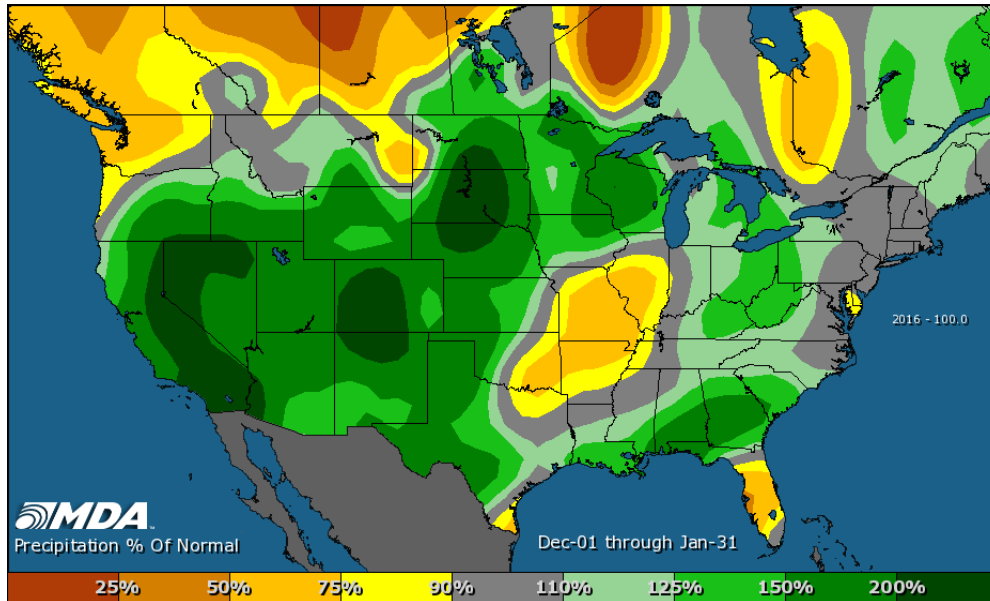 2016 - 100.0
MDA
Precipitation % Of Normal
Dec-01 through Jan-31
25% 50% 75% 90% 110% 125% 150% 200%